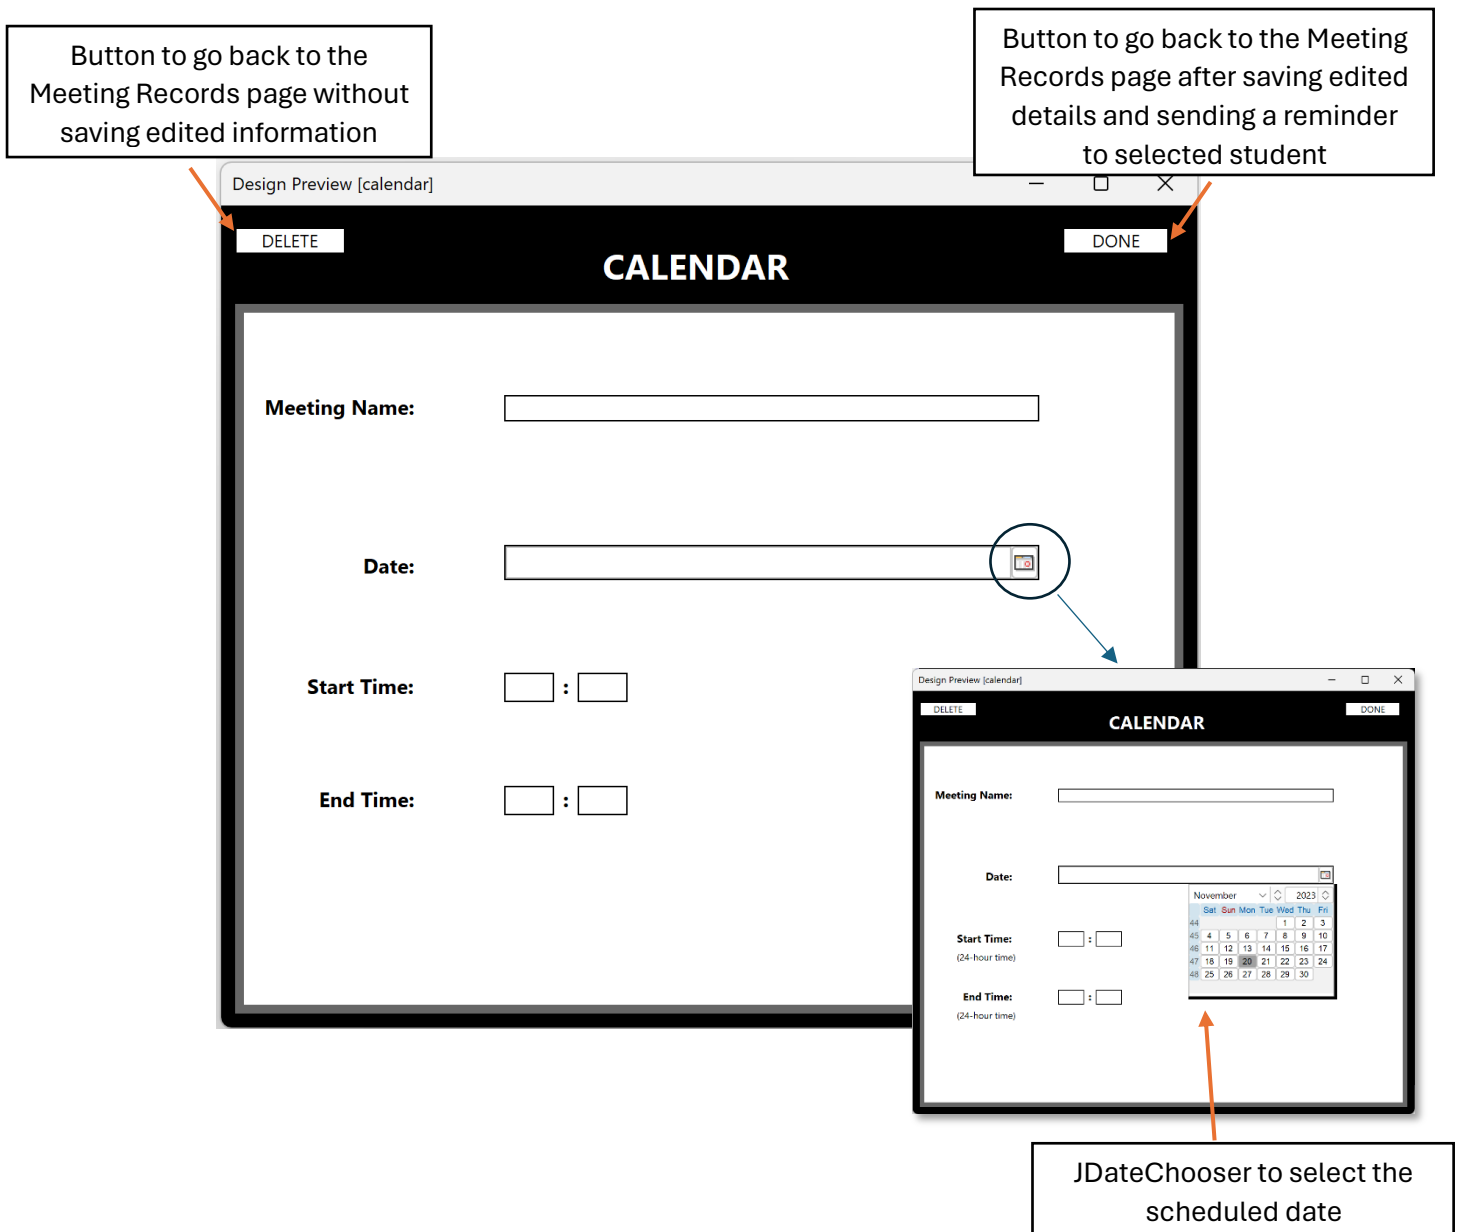 Button to go back to the
Meeting Records page without
saving edited information
Button to go back to the Meeting
Records page after saving edited
details and sending a reminder
to selected student
Design Preview [calendar]
DELETE
DONE
CALENDAR
Meeting Name:
Date:
Start Time:
:
End Time:
:
Design Preview [calendar]
DELETE
DONE
CALENDAR
Meeting Name:
Date:
November 2023
Sat Sun Mon Tue Wed Thu Fri
44 1 2 3
45 4 5 6 7 8 9 10
46 11 12 13 14 15 16 17
47 18 19 20 21 22 23 24
48 25 26 27 28 29 30
Start Time:
:
(24-hour time)
End Time:
:
(24-hour time)
JDateChooser to select the
scheduled date